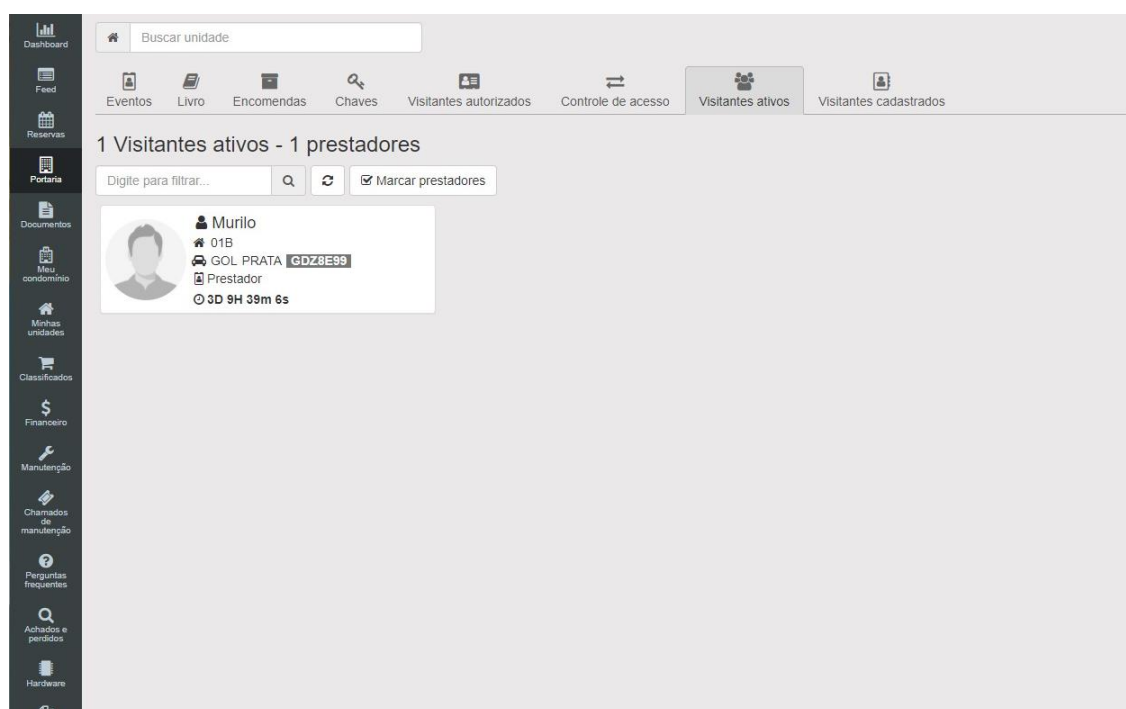 Dashboard
Feed
Reservas
Portaria
Documentos
Meu
condomínio
Minhas
unidades
Classificados
Financeiro
Manutenção
Chamados
de
manutenção
Perguntas
frequentes
Achados e
perdidos
Hardware
Buscar unidade
Eventos Livro Encomendas Chaves Visitantes autorizados Controle de acesso Visitantes ativos Visitantes cadastrados
1 Visitantes ativos - 1 prestadores
Digite para filtrar... Marcar prestadores
Murilo
01B
GOL PRATA GDZ8E99
Prestador
3D 9H 39m 6s